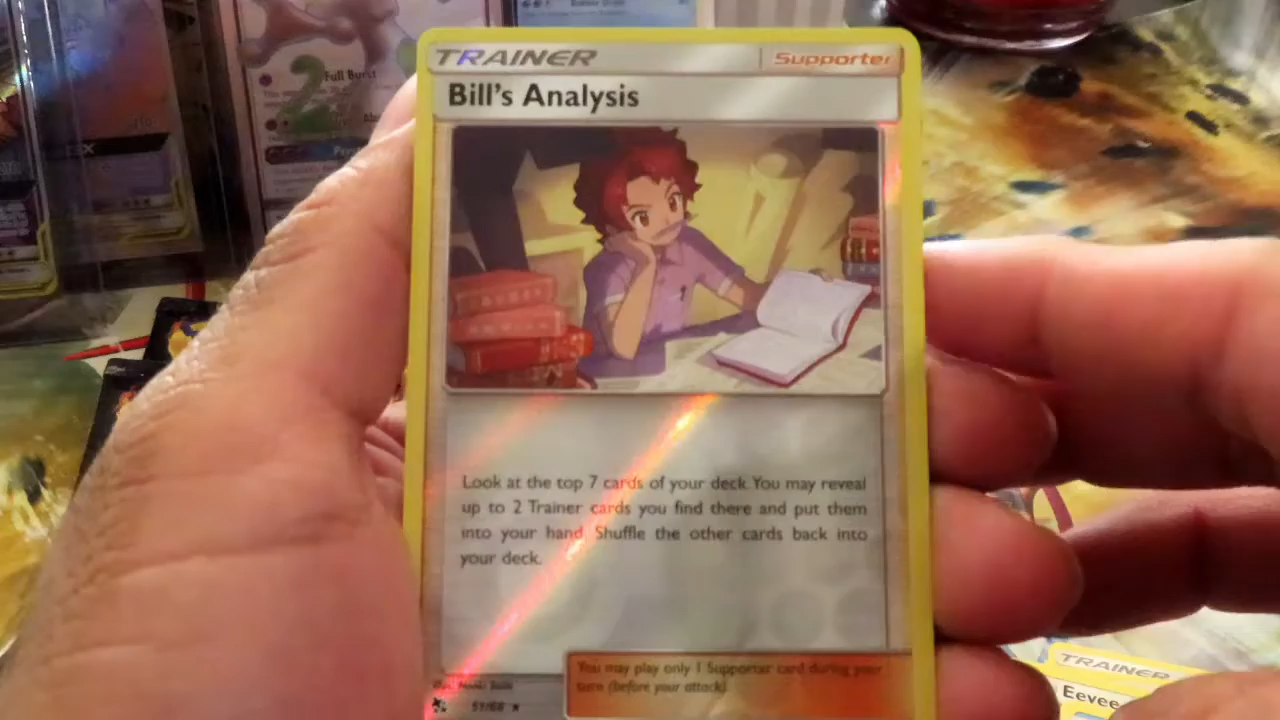 TRAINER Supporter
Bill's Analysis
Look at the top 7 cards of your deck. You may reveal
up to 2 Trainer cards you find there and put them
into your hand. Shuffle the other cards back into
your deck.
You may play only 1 Supporter card during your
turn (before your attack).
51/68
Full Burst
TRAINER
Eevee